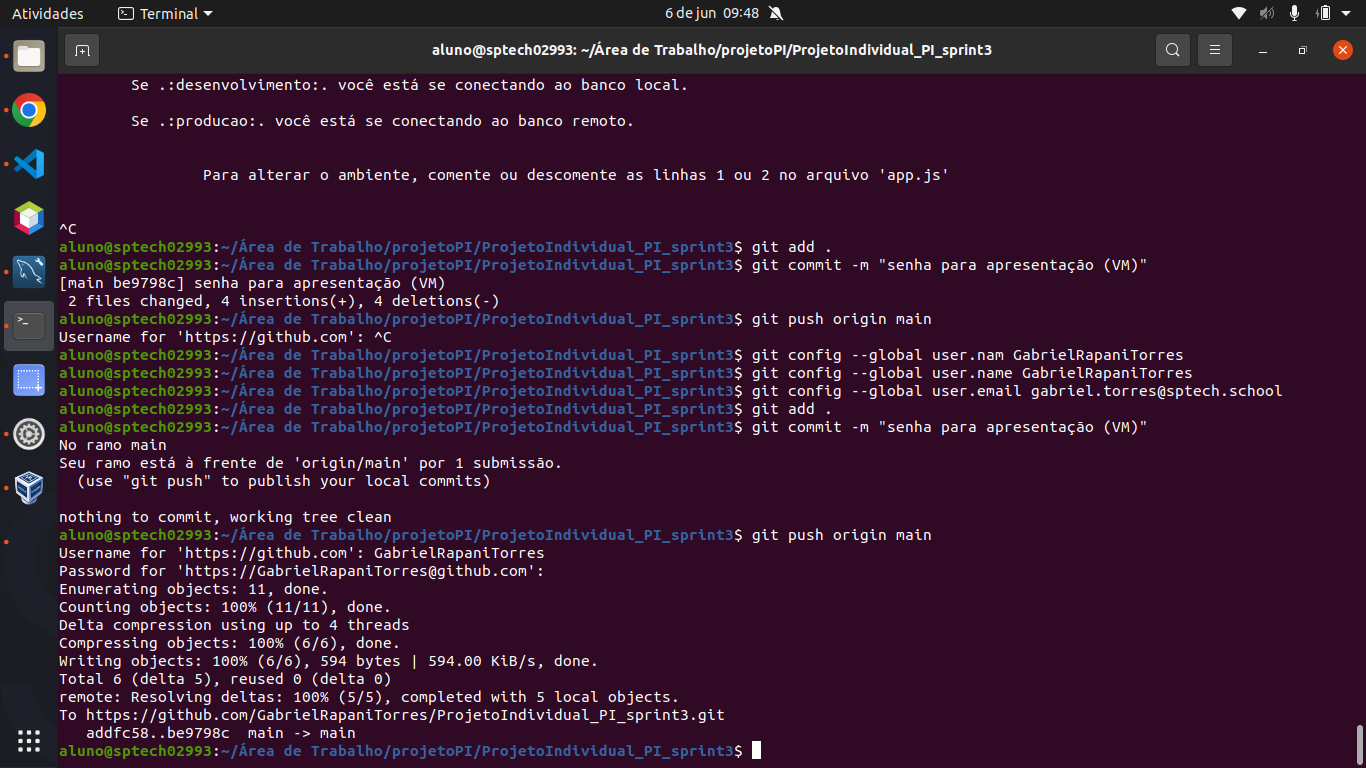 Atividades
Terminal
6 de jun 09:48
aluno@sptech02993: ~/Área de Trabalho/projetoPI/ProjetoIndividual_PI_sprint3
Se .:desenvolvimento:. você está se conectando ao banco local.
Se .:producao:. você está se conectando ao banco remoto.
Para alterar o ambiente, comente ou descomente as linhas 1 ou 2 no arquivo 'app.js'
^C
aluno@sptech02993:~/Área de Trabalho/projetoPI/ProjetoIndividual_PI_sprint3$ git add .
aluno@sptech02993:~/Área de Trabalho/projetoPI/ProjetoIndividual_PI_sprint3$ git commit -m "senha para apresentação (VM)"
[main be9798c] senha para apresentação (VM)
2 files changed, 4 insertions(+), 4 deletions(-)
aluno@sptech02993:~/Área de Trabalho/projetoPI/ProjetoIndividual_PI_sprint3$ git push origin main
Username for 'https://github.com': ^C
aluno@sptech02993:~/Área de Trabalho/projetoPI/ProjetoIndividual_PI_sprint3$ git config --global user.nam GabrielRapaniTorres
aluno@sptech02993:~/Área de Trabalho/projetoPI/ProjetoIndividual_PI_sprint3$ git config --global user.name GabrielRapaniTorres
aluno@sptech02993:~/Área de Trabalho/projetoPI/ProjetoIndividual_PI_sprint3$ git config --global user.email gabriel.torres@sptech.school
aluno@sptech02993:~/Área de Trabalho/projetoPI/ProjetoIndividual_PI_sprint3$ git add .
aluno@sptech02993:~/Área de Trabalho/projetoPI/ProjetoIndividual_PI_sprint3$ git commit -m "senha para apresentação (VM)"
No ramo main
Seu ramo está à frente de 'origin/main' por 1 submissão.
(use "git push" to publish your local commits)
nothing to commit, working tree clean
aluno@sptech02993:~/Área de Trabalho/projetoPI/ProjetoIndividual_PI_sprint3$ git push origin main
Username for 'https://github.com': GabrielRapaniTorres
Password for 'https://GabrielRapaniTorres@github.com':
Enumerating objects: 11, done.
Counting objects: 100% (11/11), done.
Delta compression using up to 4 threads
Compressing objects: 100% (6/6), done.
Writing objects: 100% (6/6), 594 bytes | 594.00 KiB/s, done.
Total 6 (delta 5), reused 0 (delta 0)
remote: Resolving deltas: 100% (5/5), completed with 5 local objects.
To https://github.com/GabrielRapaniTorres/ProjetoIndividual_PI_sprint3.git
addfc58..be9798c  main -> main
aluno@sptech02993:~/Área de Trabalho/projetoPI/ProjetoIndividual_PI_sprint3$